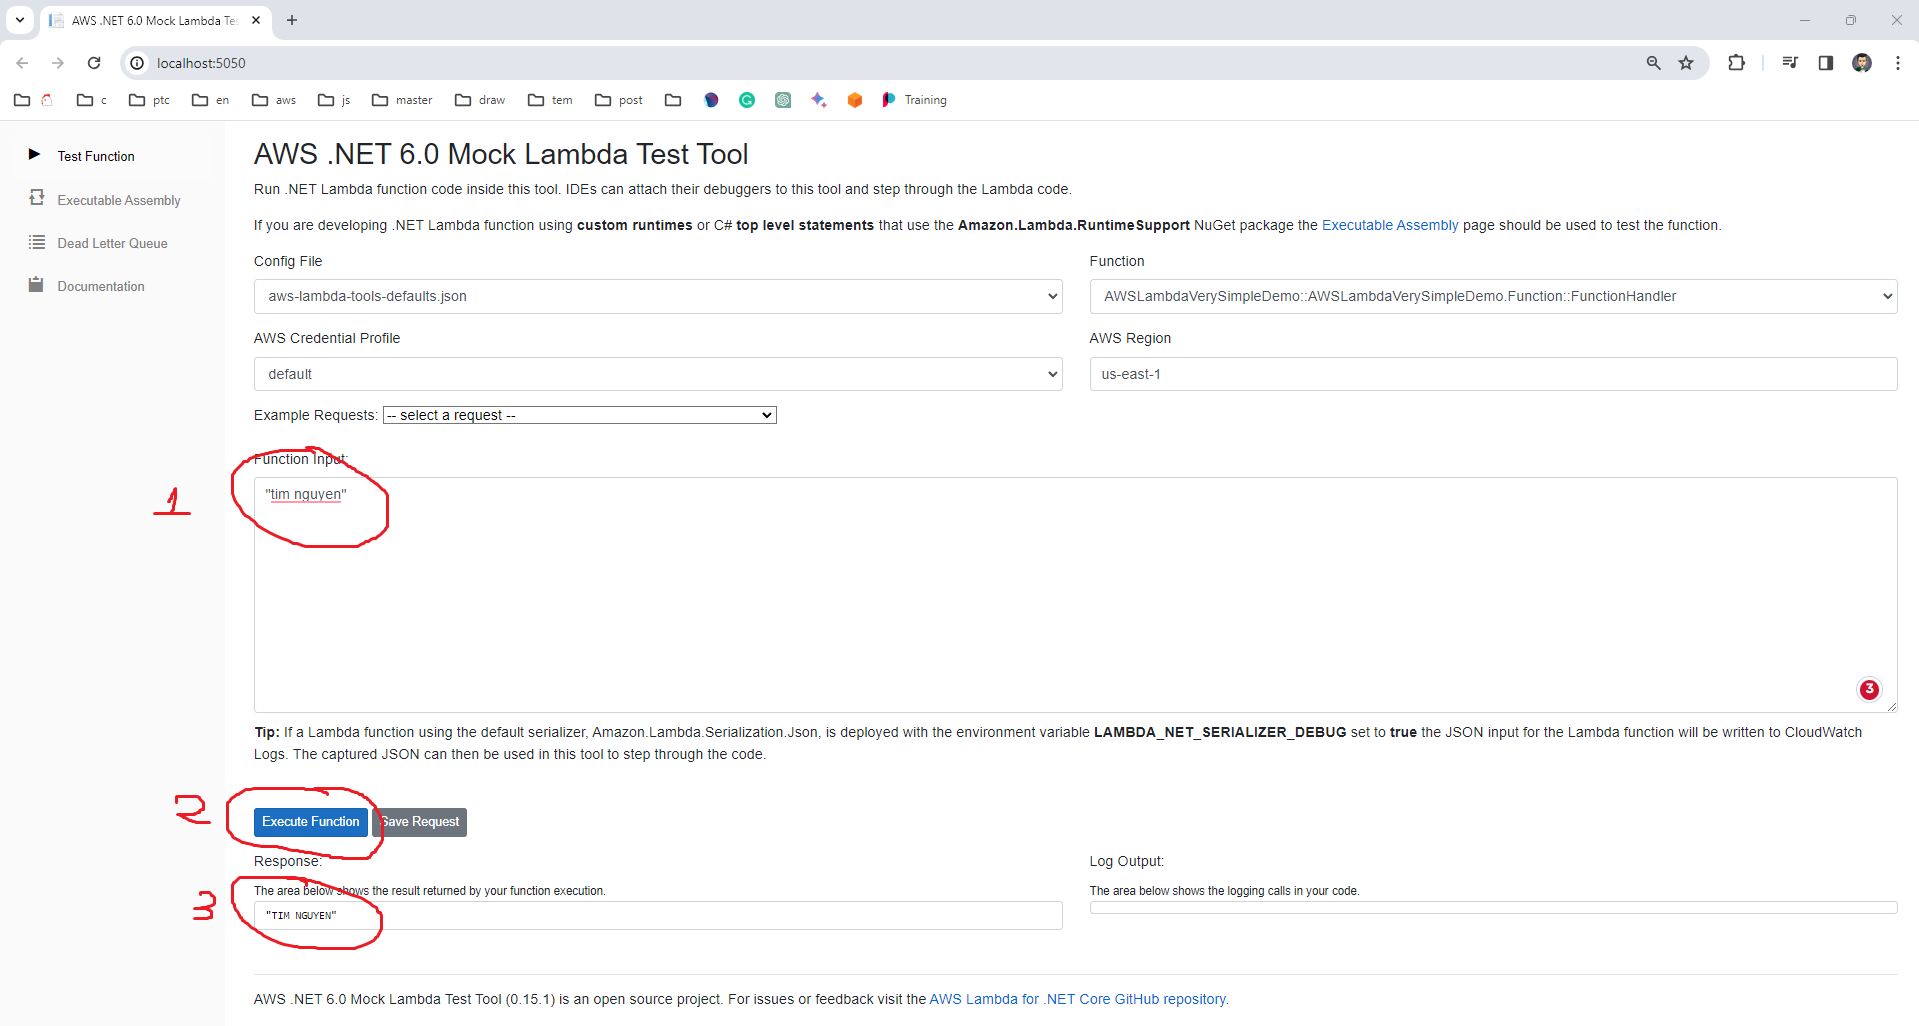 AWS .NET 6.0 Mock Lambda Tes
localhost:5050
c
ptc
en
aws
js
master
draw
tem
post
Training
Test Function
Executable Assembly
Dead Letter Queue
Documentation
AWS .NET 6.0 Mock Lambda Test Tool
Run .NET Lambda function code inside this tool. IDEs can attach their debuggers to this tool and step through the Lambda code.
If you are developing .NET Lambda function using custom runtimes or C# top level statements that use the Amazon.Lambda.RuntimeSupport NuGet package the Executable Assembly page should be used to test the function.
Config File
Function
aws-lambda-tools-defaults.json
AWSLambdaVerySimpleDemo::AWSLambdaVerySimpleDemo.Function::FunctionHandler
AWS Credential Profile
AWS Region
default
us-east-1
Example Requests: -- select a request --
Function Input:
1
"tim nguyen"
3
Tip: If a Lambda function using the default serializer, Amazon.Lambda.Serialization.Json, is deployed with the environment variable LAMBDA_NET_SERIALIZER_DEBUG set to true the JSON input for the Lambda function will be written to CloudWatch
Logs. The captured JSON can then be used in this tool to step through the code.
2
Execute Function
Save Request
Response:
Log Output:
The area below shows the result returned by your function execution.
The area below shows the logging calls in your code.
3
"TIM NGUYEN"
AWS .NET 6.0 Mock Lambda Test Tool (0.15.1) is an open source project. For issues or feedback visit the AWS Lambda for .NET Core GitHub repository.